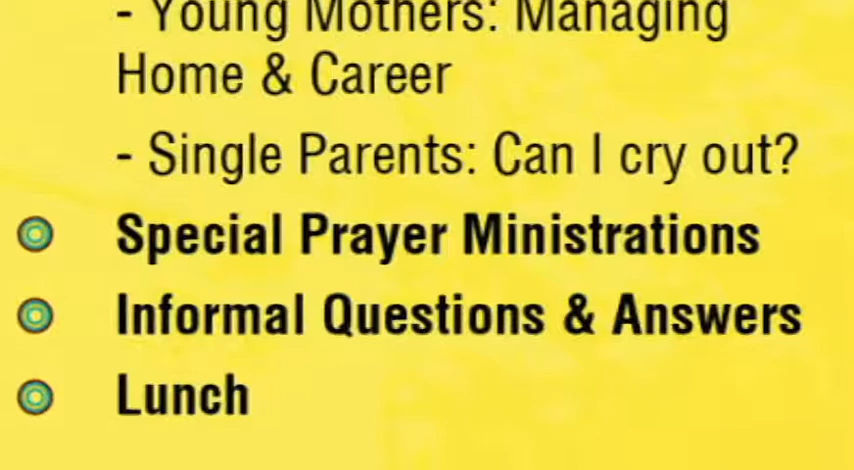 - Young Mothers: Managing
Home & Career
- Single Parents: Can I cry out?
Special Prayer Ministrations
Informal Questions & Answers
Lunch